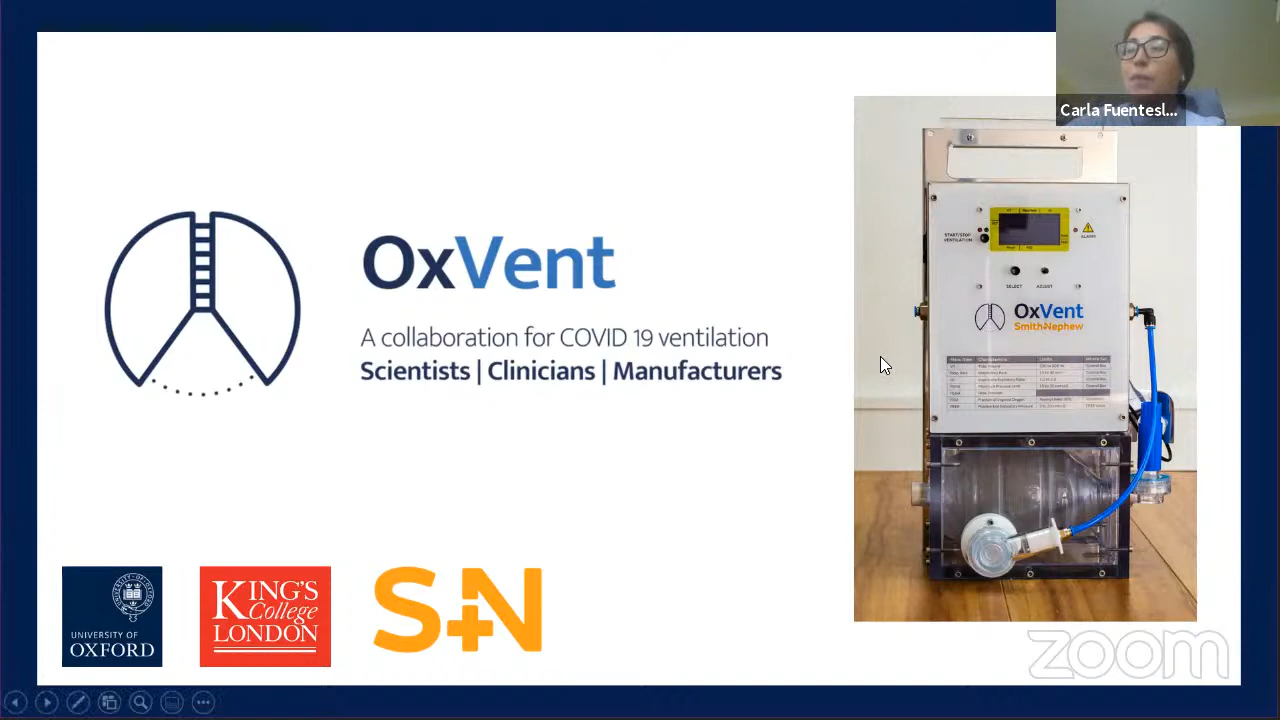 Carla Fuentesl...
OxVent
A collaboration for COVID 19 ventilation
Scientists | Clinicians | Manufacturers
START/STOP
VENTILATION
ALARM
SELECT
ADJUST
OxVent
Smith+Nephew
UNIVERSITY OF
OXFORD
KING'S
College
LONDON
S+N
zoom